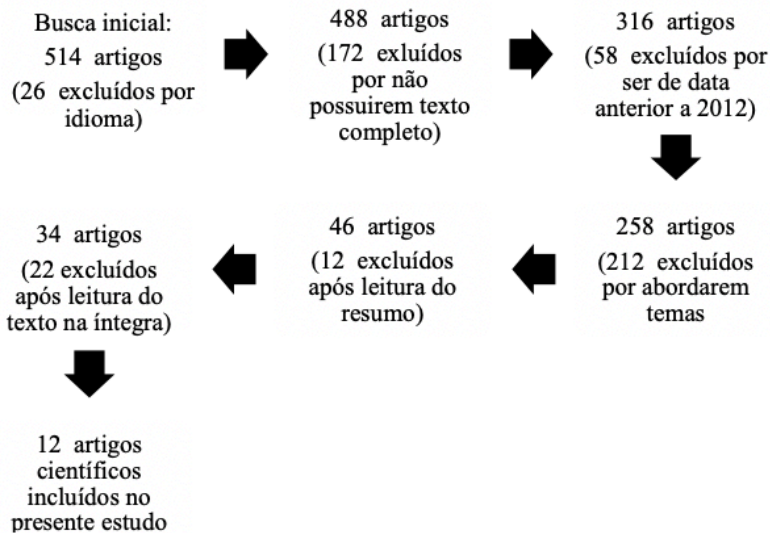 Busca inicial:
514 artigos
(26 excluídos por
idioma)
488 artigos
(172 exluídos
por não
possuirem texto
completo)
316 artigos
(58 excluídos por
ser de data
anterior a 2012)
258 artigos
(212 excluídos
por abordarem
temas
46 artigos
(12 excluídos
após leitura do
resumo)
34 artigos
(22 excluídos
após leitura do
texto na íntegra)
12 artigos
científicos
incluídos no
presente estudo